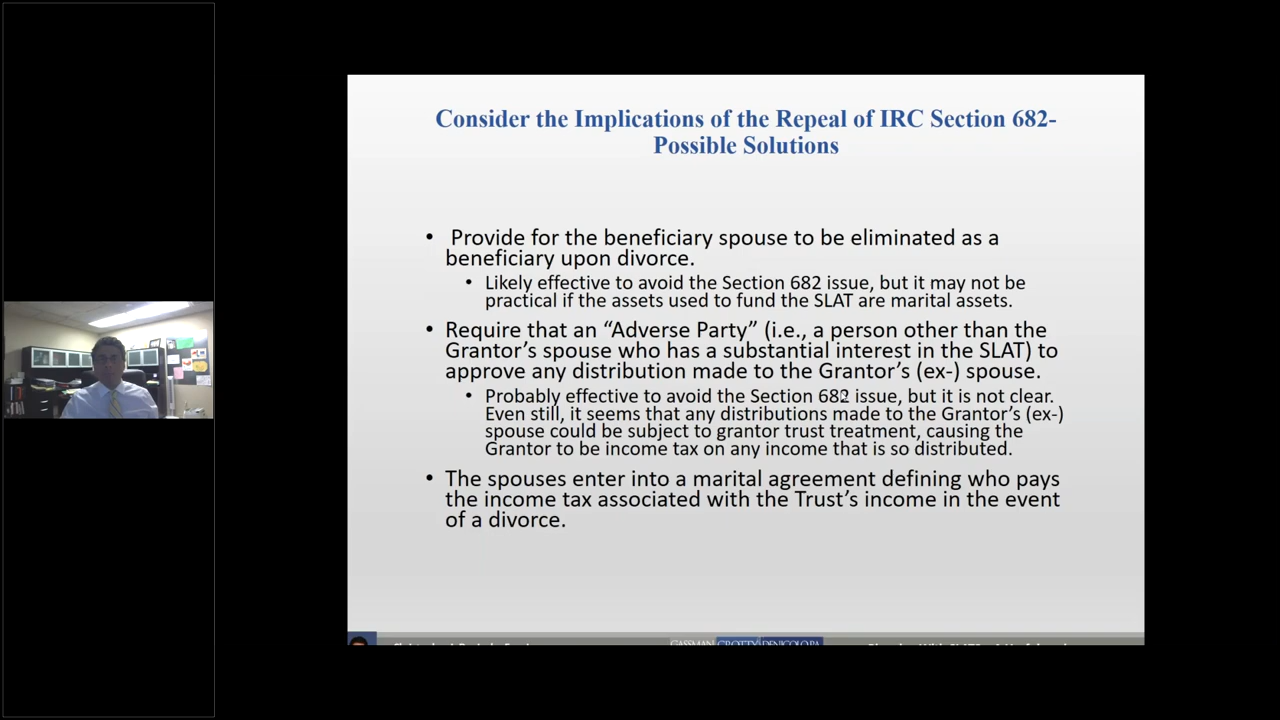 Consider the Implications of the Repeal of IRC Section 682-
Possible Solutions
• Provide for the beneficiary spouse to be eliminated as a
beneficiary upon divorce.
• Likely effective to avoid the Section 682 issue, but it may not be
practical if the assets used to fund the SLAT are marital assets.
• Require that an “Adverse Party” (i.e., a person other than the
Grantor’s spouse who has a substantial interest in the SLAT) to
approve any distribution made to the Grantor’s (ex-) spouse.
• Probably effective to avoid the Section 682 issue, but it is not clear.
Even still, it seems that any distributions made to the Grantor’s (ex-)
spouse could be subject to grantor trust treatment, causing the
Grantor to be income tax on any income that is so distributed.
• The spouses enter into a marital agreement defining who pays
the income tax associated with the Trust’s income in the event
of a divorce.
GASSMAN CROTTY DENICOLO PA